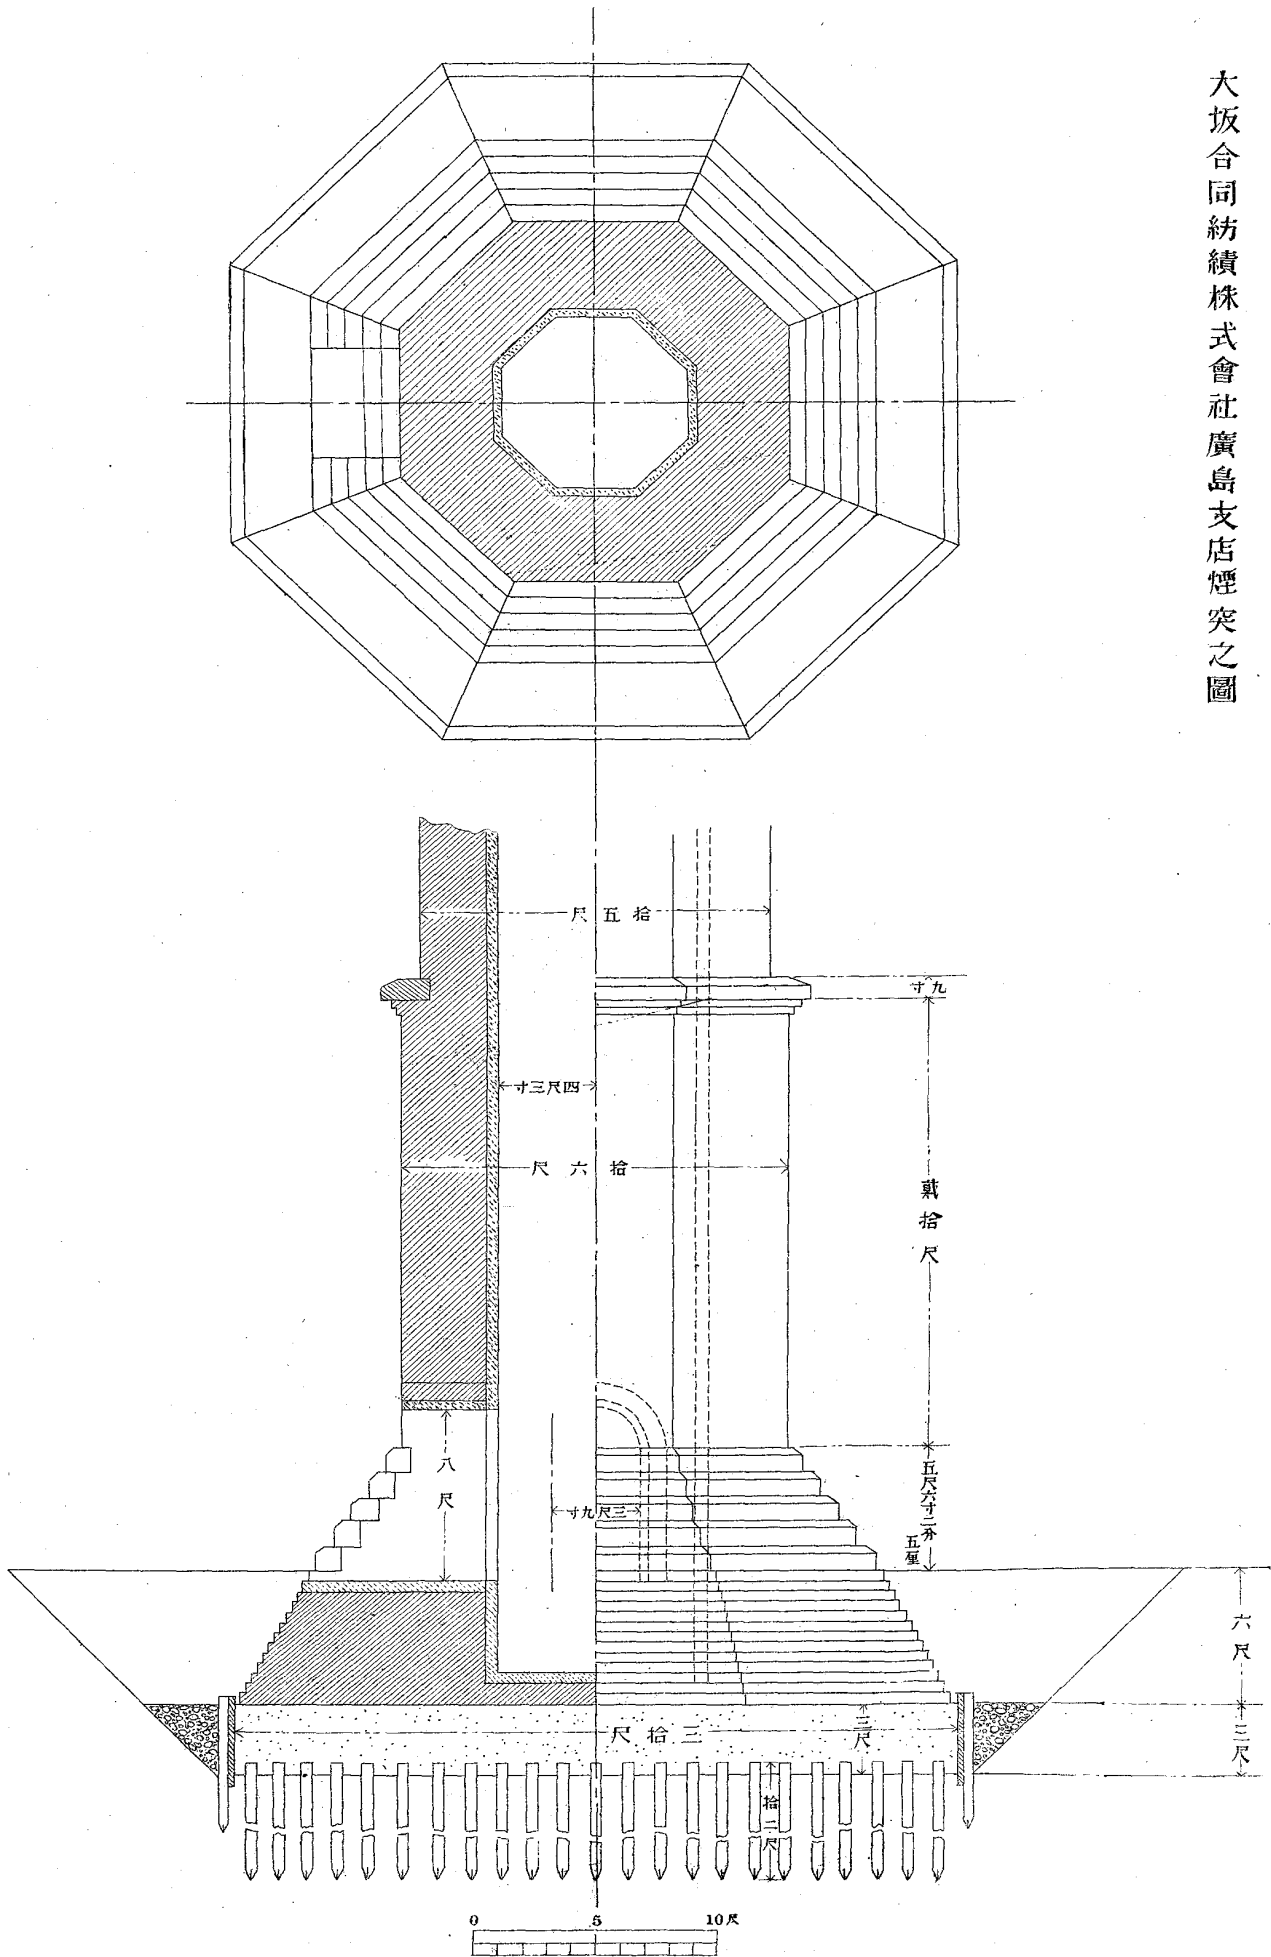 大坂合同紡績株式會社廣島支店煙突之圖
拾五尺
九寸
四尺三寸
拾六尺
貳拾尺
八尺
三尺九寸
五尺六寸二分
五厘
六尺
三拾尺
三尺
三尺
拾二尺
0 5 10尺